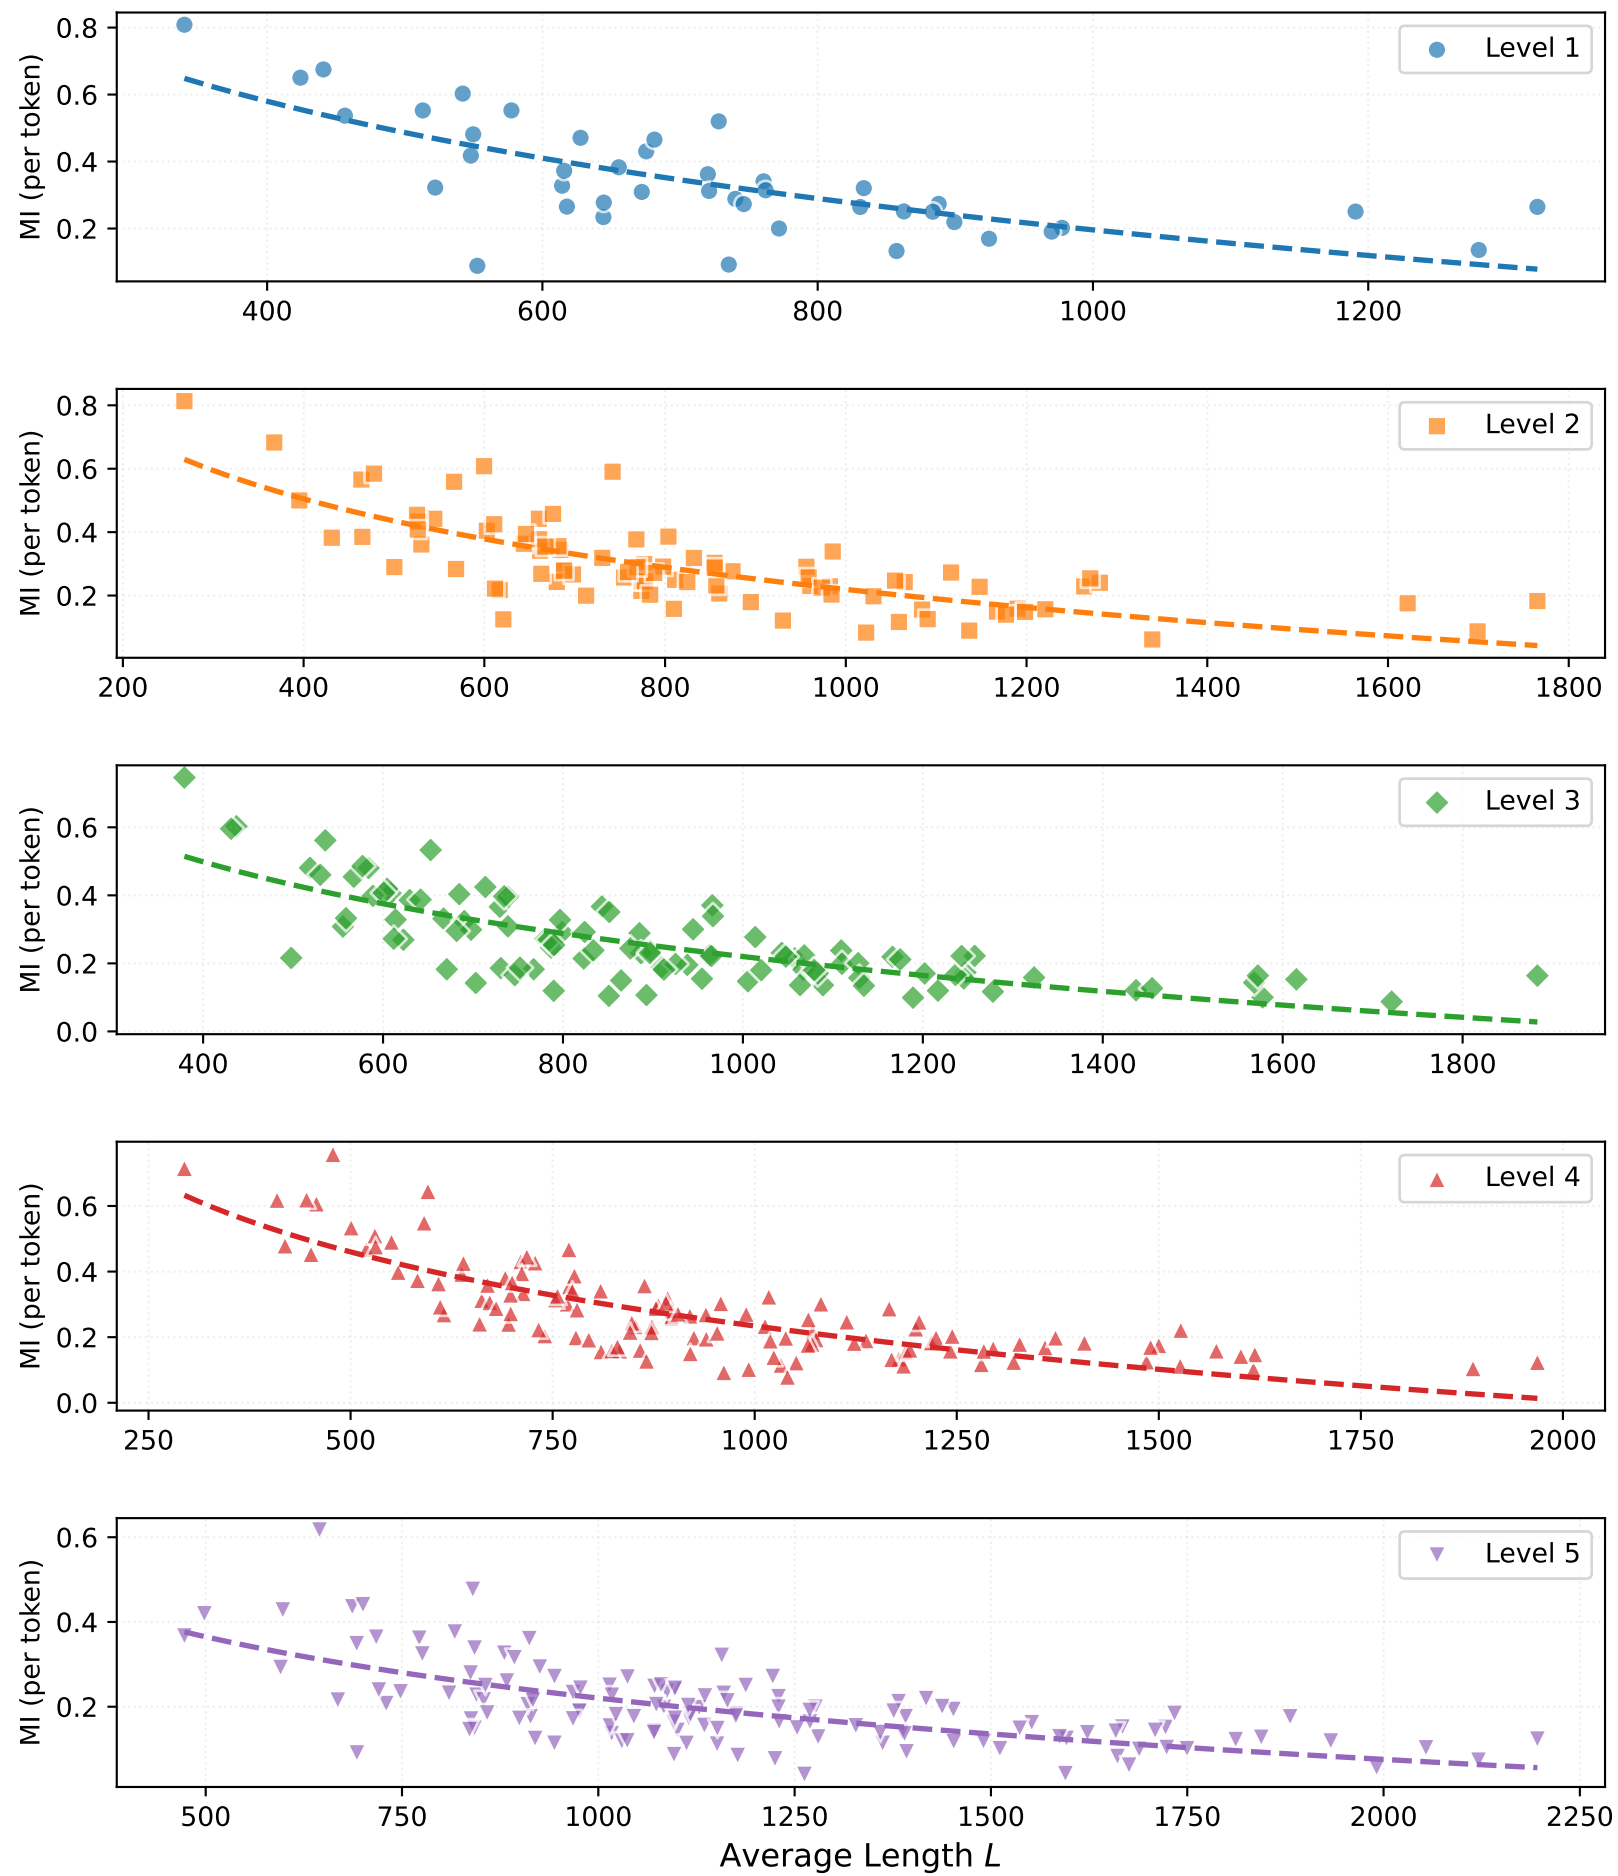 0.8
0.6
0.4
0.2
MI (per token)
Level 1
400 600 800 1000 1200
0.8
0.6
0.4
0.2
MI (per token)
Level 2
200 400 600 800 1000 1200 1400 1600 1800
0.6
0.4
0.2
0.0
MI (per token)
Level 3
400 600 800 1000 1200 1400 1600 1800
0.6
0.4
0.2
0.0
MI (per token)
Level 4
250 500 750 1000 1250 1500 1750 2000
0.6
0.4
0.2
MI (per token)
Level 5
500 750 1000 1250 1500 1750 2000 2250
Average Length L